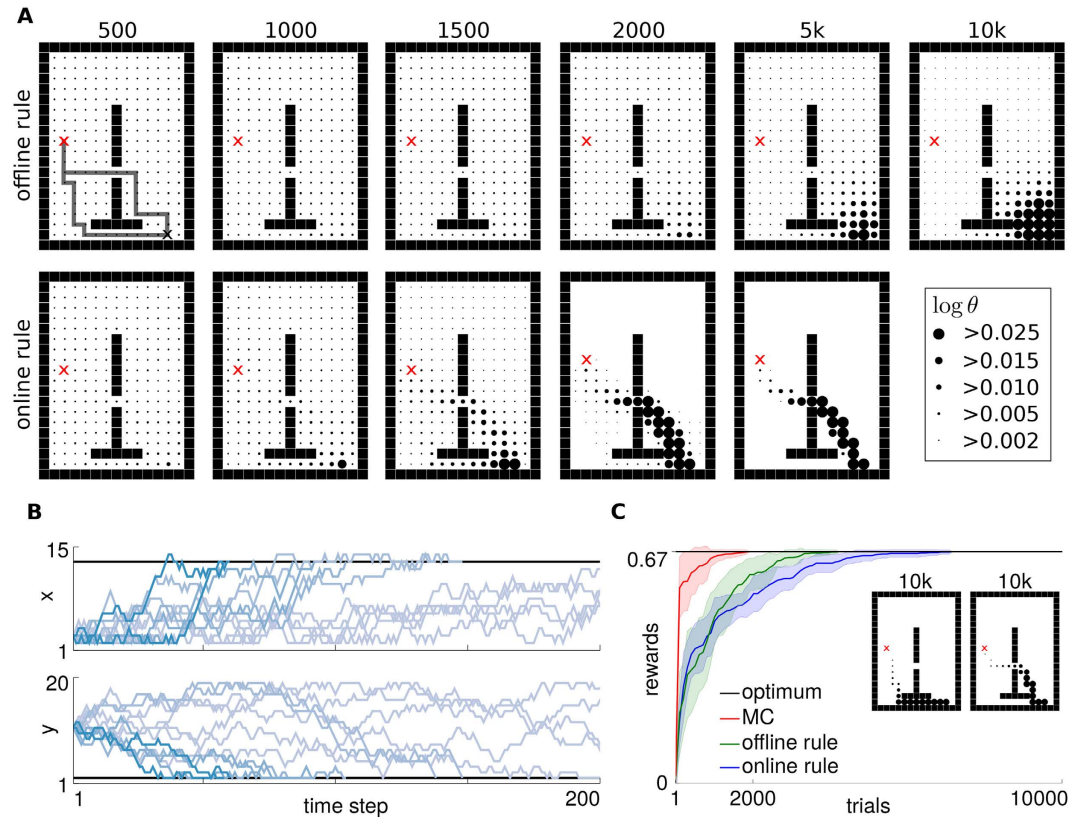 A
500 1000 1500 2000 5k 10k
offline rule
online rule
log θ
>0.025
>0.015
>0.010
>0.005
>0.002
B
15
x
1
20
y
1
1 time step 200
C
0.67
rewards
0
10k 10k
optimum
MC
offline rule
online rule
1 2000 trials 10000